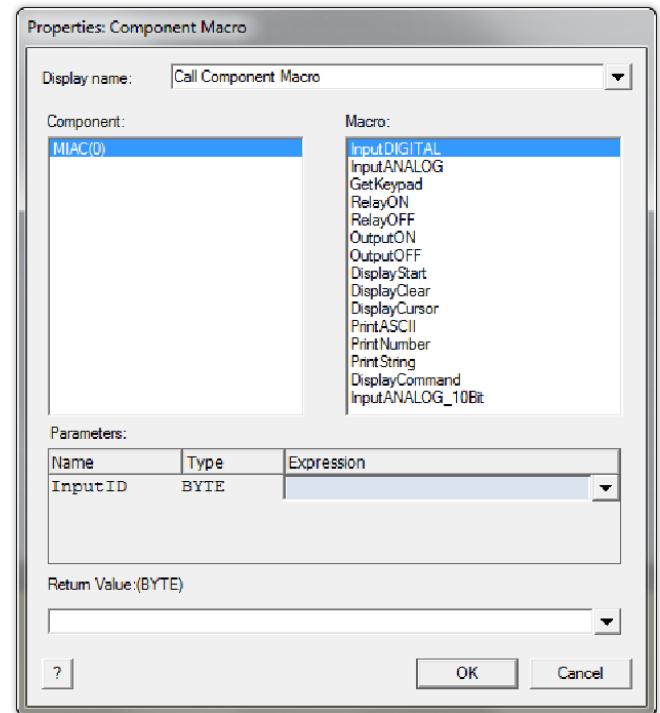 Properties: Component Macro
Display name: Call Component Macro
Component: Macro:
MIAC(0)
InputDIGITAL
InputANALOG
GetKeypad
RelayON
RelayOFF
OutputON
OutputOFF
DisplayStart
DisplayClear
DisplayCursor
PrintASCII
PrintNumber
PrintString
DisplayCommand
InputANALOG_10Bit
Parameters:
Name Type Expression
InputID BYTE
Return Value:(BYTE)
? OK Cancel